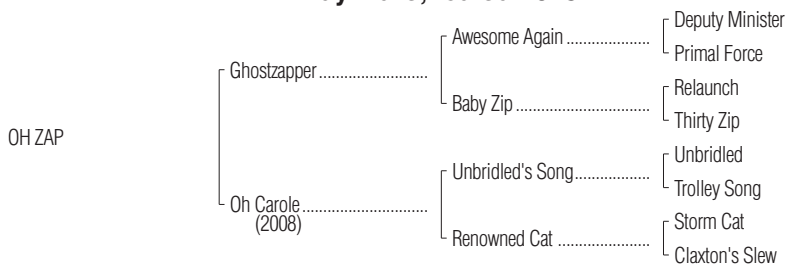 Deputy Minister
Awesome Again
Primal Force
Ghostzapper
Relaunch
Baby Zip
Thirty Zip
OH ZAP
Unbridled
Unbridled's Song
Trolley Song
Oh Carole
(2008)
Storm Cat
Renowned Cat
Claxton's Slew